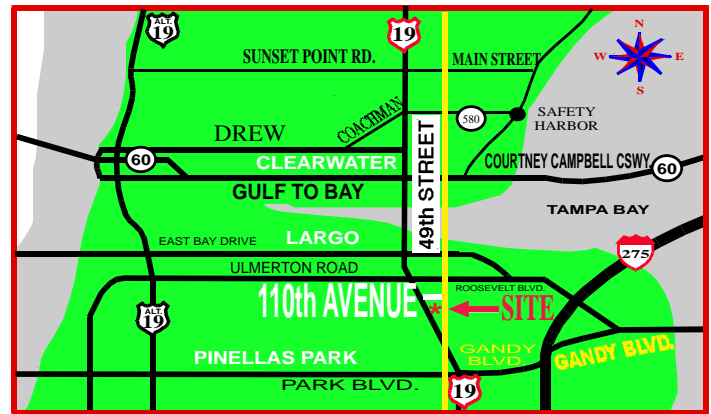 ALT.
19
19
N
W
E
S
SUNSET POINT RD.
MAIN STREET
COACHMAN
580
SAFETY
HARBOR
DREW
60
CLEARWATER
COURTNEY CAMPBELL CSWY.
60
GULF TO BAY
49th STREET
TAMPA BAY
EAST BAY DRIVE
LARGO
275
ULMERTON ROAD
ROOSEVELT BLVD.
110th AVENUE
*
SITE
ALT.
19
PINELLAS PARK
GANDY
BLVD
GANDY BLVD.
PARK BLVD.
19